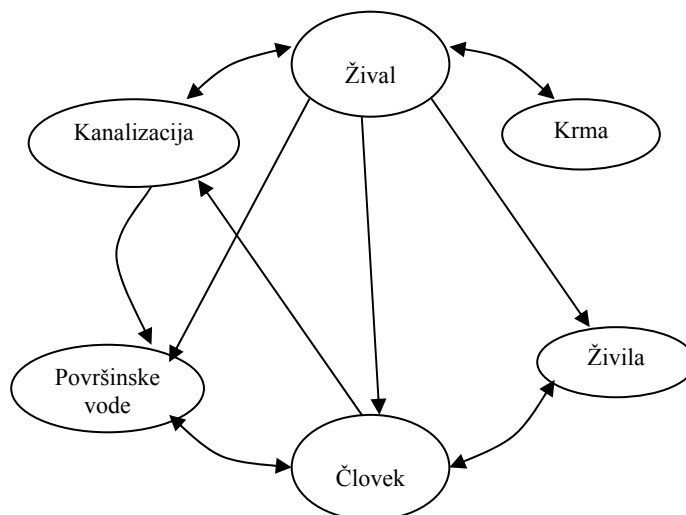 Žival
Kanalizacija
Krma
Površinske
vode
Živila
Človek